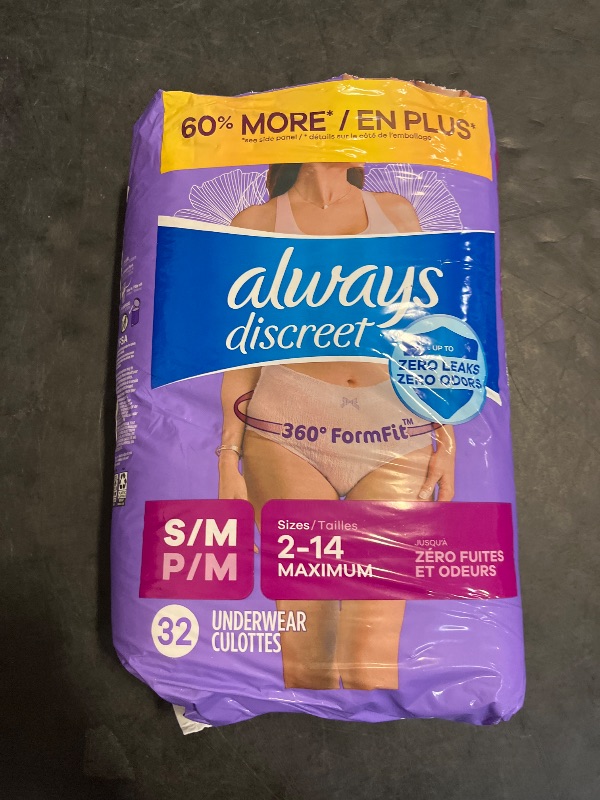 60% MORE* / EN PLUS*
*see side panel / * détails sur le côté de l'emballage
always
discreet
UP TO
ZERO LEAKS
ZERO ODORS
360° FormFit™
S/M
P/M
Sizes/Tailles
2-14
MAXIMUM
JUSQU'À
ZÉRO FUITES
ET ODEURS
32
UNDERWEAR
CULOTTES